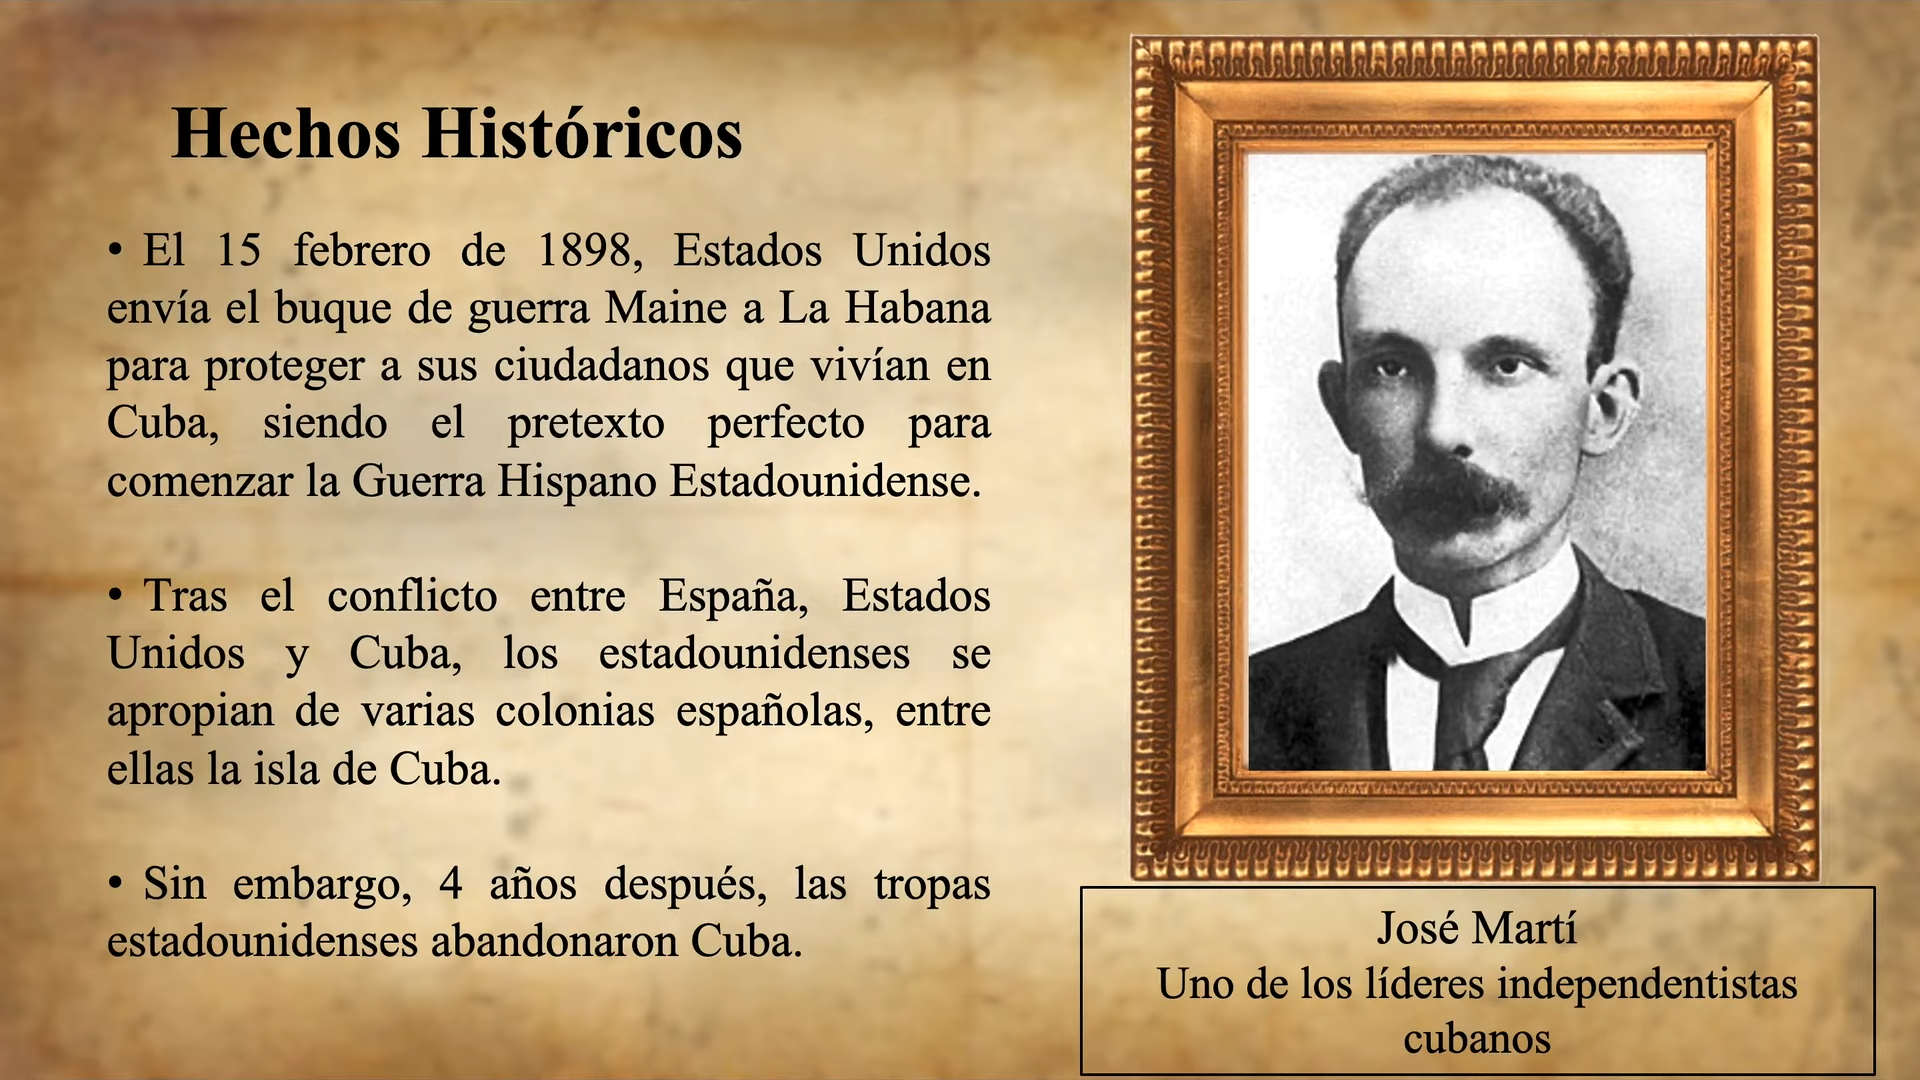 Hechos Históricos
• El 15 febrero de 1898, Estados Unidos
envía el buque de guerra Maine a La Habana
para proteger a sus ciudadanos que vivían en
Cuba, siendo el pretexto perfecto para
comenzar la Guerra Hispano Estadounidense.
• Tras el conflicto entre España, Estados
Unidos y Cuba, los estadounidenses se
apropian de varias colonias españolas, entre
ellas la isla de Cuba.
• Sin embargo, 4 años después, las tropas
estadounidenses abandonaron Cuba.
José Martí
Uno de los líderes independentistas
cubanos